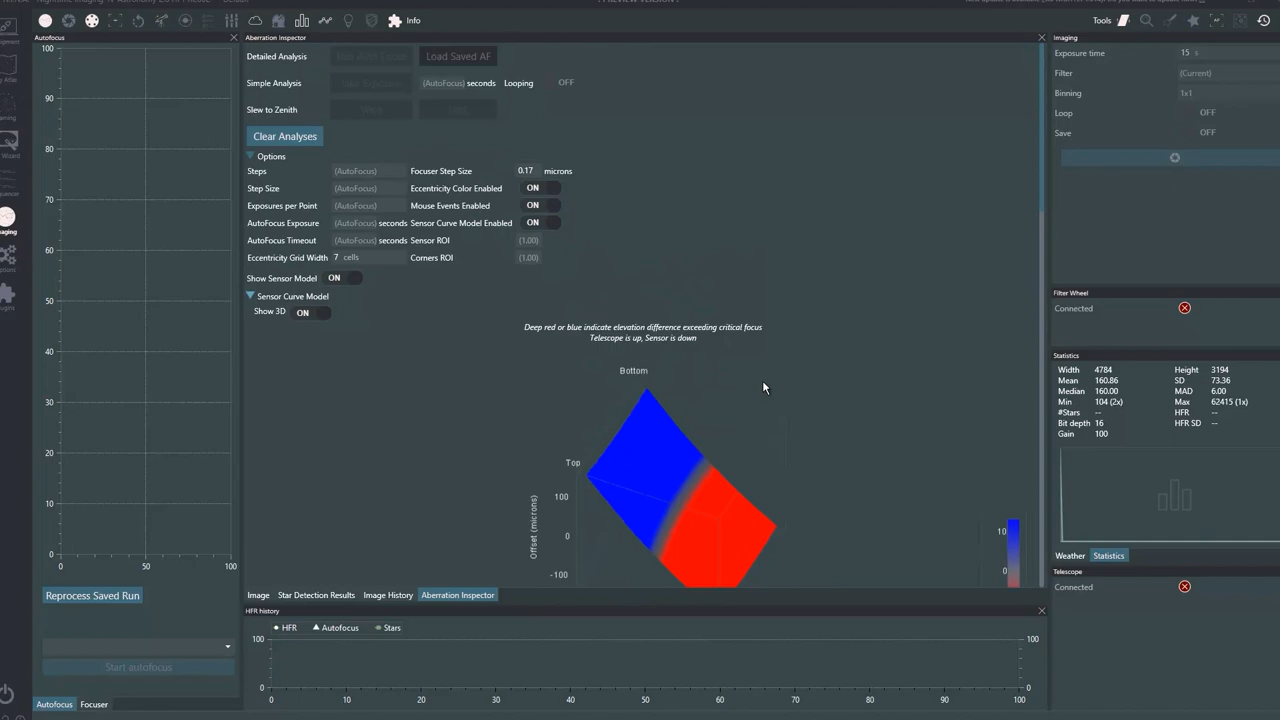 Info
Tools
Autofocus
Aberration Inspector
Imaging
100
90
80
70
60
50
40
30
20
10
0
0 50 100
Reprocess Saved Run
Start autofocus
Autofocus Focuser
Detailed Analysis Load Saved AF
Simple Analysis (AutoFocus) seconds Looping OFF
Slew to Zenith
Clear Analyses
Options
Steps (AutoFocus) Focuser Step Size 0.17 microns
Step Size (AutoFocus) Eccentricity Color Enabled ON
Exposures per Point (AutoFocus) Mouse Events Enabled ON
AutoFocus Exposure (AutoFocus) seconds Sensor Curve Model Enabled ON
AutoFocus Timeout (AutoFocus) seconds Sensor ROI (1.00)
Eccentricity Grid Width 7 cells Corners ROI (1.00)
Show Sensor Model ON
Sensor Curve Model
Show 3D ON
Deep red or blue indicate elevation difference exceeding critical focus
Telescope is up, Sensor is down
Bottom
Top
100
0
-100
Offset (microns)
10
0
Image Star Detection Results Image History Aberration Inspector
HFR history
HFR Autofocus Stars
100 100
0 0
0 10 20 30 40 50 60 70 80 90 100
Exposure time 15 s
Filter (Current)
Binning 1x1
Loop OFF
Save OFF
Filter Wheel
Connected
Statistics
Width 4784 Height 3194
Mean 160.86 SD 73.36
Median 160.00 MAD 6.00
Min 104 (2x) Max 62415 (1x)
#Stars -- HFR --
Bit depth 16 HFR SD --
Gain 100
Weather Statistics
Telescope
Connected